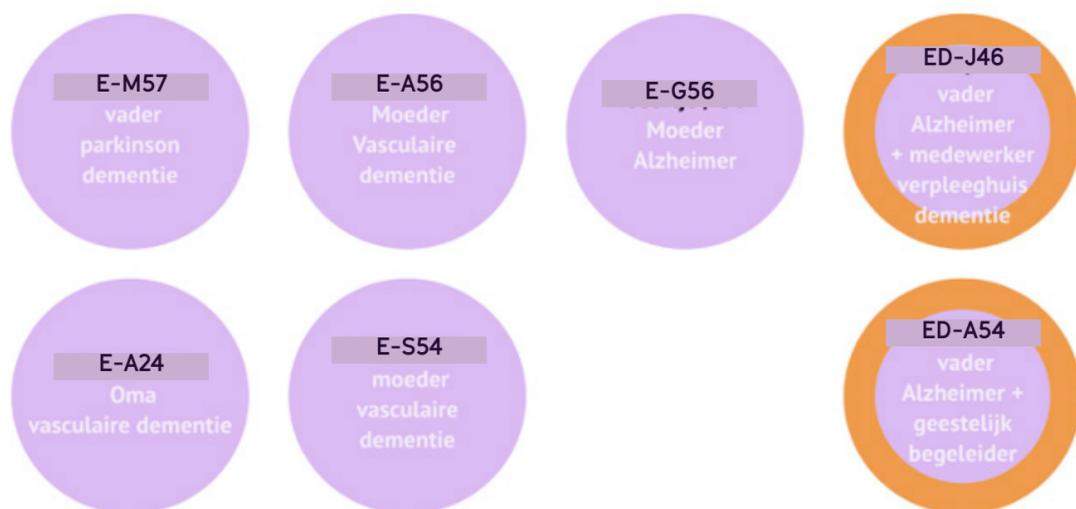 E-M57
vader
parkinson
dementie
E-A56
Moeder
Vasculaire
dementie
E-G56
Moeder
Alzheimer
ED-J46
vader
Alzheimer
+ medewerker
verpleeghuis
dementie
E-A24
Oma
vasculaire dementie
E-S54
moeder
vasculaire
dementie
ED-A54
vader
Alzheimer +
geestelijk
begeleider